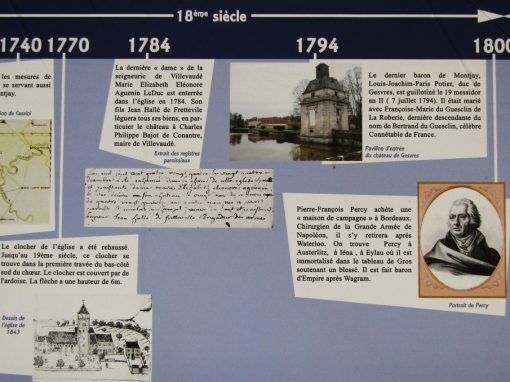 18ème siècle
1740
1770
1784
1794
1800
les mesures de
se servant aussi
ntjay.
ion de Cassini
La dernière « dame » de la
seigneurie de Villevaudé
Marie Elizabeth Eléonore
Aguenin LeDuc est enterrée
dans l'église en 1784. Son
fils Jean Hallé de Frettevile
léguera tous ses biens, en par-
ticulier le château à Charles
Philippe Bajot de Conantre,
maire de Villevaudé.
Extrait des registres
paroissiaux
Le dernier baron de Montjay,
Louis-Joachim-Paris Potier, duc de
Gesvres, est guillotiné le 19 messidor
an II ( 7 juillet 1794). Il était marié
avec Françoise-Marie du Guesclin de
La Roberie, dernière descendante du
nom de Bertrand du Guesclin, célèbre
Connétable de France.
Pavillon d'entrée
du château de Gesvres
Le clocher de l'église a été rehaussé.
Jusqu'au 19ème siècle, ce clocher se
trouve dans la première travée du bas-côté
sud du chœur. Le clocher est couvert par de
l'ardoise. La flèche a une hauteur de 6m.
Dessin de
l'église de
1843
Pierre-François Percy achète une
« maison de campagne » à Bordeaux.
Chirurgien de la Grande Armée de
Napoléon, il s'y retirera après
Waterloo. On trouve Percy à
Austerlitz, à Iéna , à Eylau où il est
immortalisé dans le tableau de Gros
soutenant un blessé. Il est fait baron
d'Empire après Wagram.
Portrait de Percy